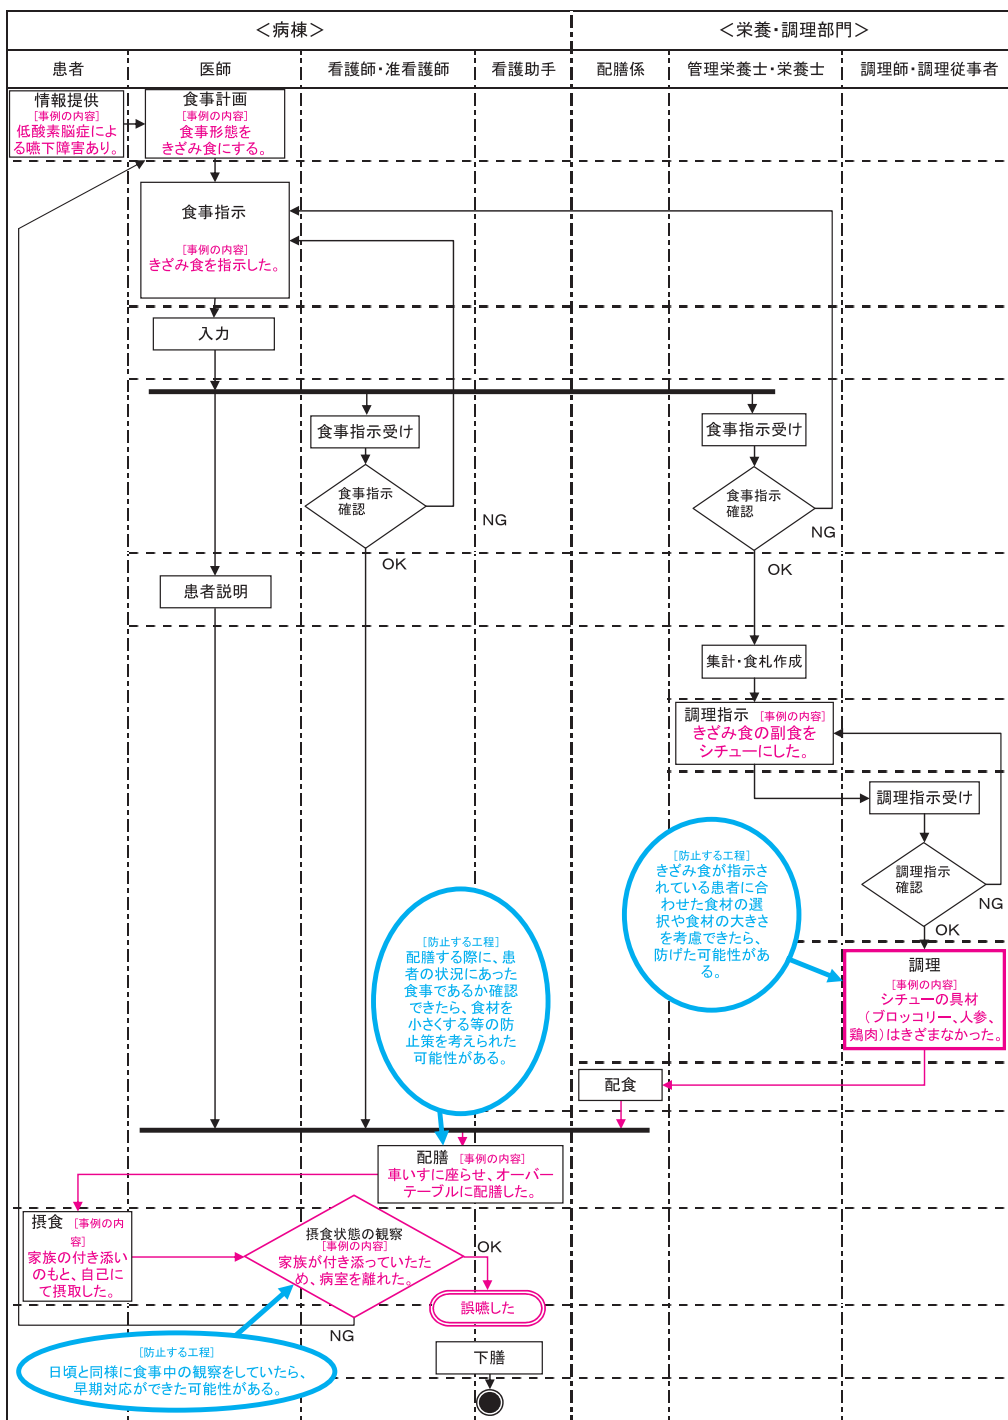 ＜病棟＞
＜栄養・調理部門＞
患者
医師
看護師・准看護師
看護助手
配膳係
管理栄養士・栄養士
調理師・調理従事者
情報提供
[事例の内容]
低酸素脳症によ
る嚥下障害あり。
食事計画
[事例の内容]
食事形態を
きざみ食にする。
食事指示
[事例の内容]
きざみ食を指示した。
入力
食事指示受け
食事指示
確認
NG
OK
食事指示受け
食事指示
確認
NG
OK
患者説明
集計・食札作成
調理指示 [事例の内容]
きざみ食の副食を
シチューにした。
調理指示受け
調理指示
確認
NG
OK
[防止する工程]
きざみ食が指示さ
れている患者に合
わせた食材の選
択や食材の大きさ
を考慮できたら、
防げた可能性があ
る。
[防止する工程]
配膳する際に、患
者の状況にあった
食事であるか確認
できたら、食材を
小さくする等の防
止策を考えられた
可能性がある。
調理
[事例の内容]
シチューの具材
（ブロッコリー、人参、
鶏肉）はきざまなかった。
配食
配膳 [事例の内容]
車いすに座らせ、オーバー
テーブルに配膳した。
摂食 [事例の内
容]
家族の付き添い
のもと、自己に
て摂取した。
摂食状態の観察
[事例の内容]
家族が付き添っていたた
め、病室を離れた。
OK
NG
誤嚥した
[防止する工程]
日頃と同様に食事中の観察をしていたら、
早期対応ができた可能性がある。
下膳